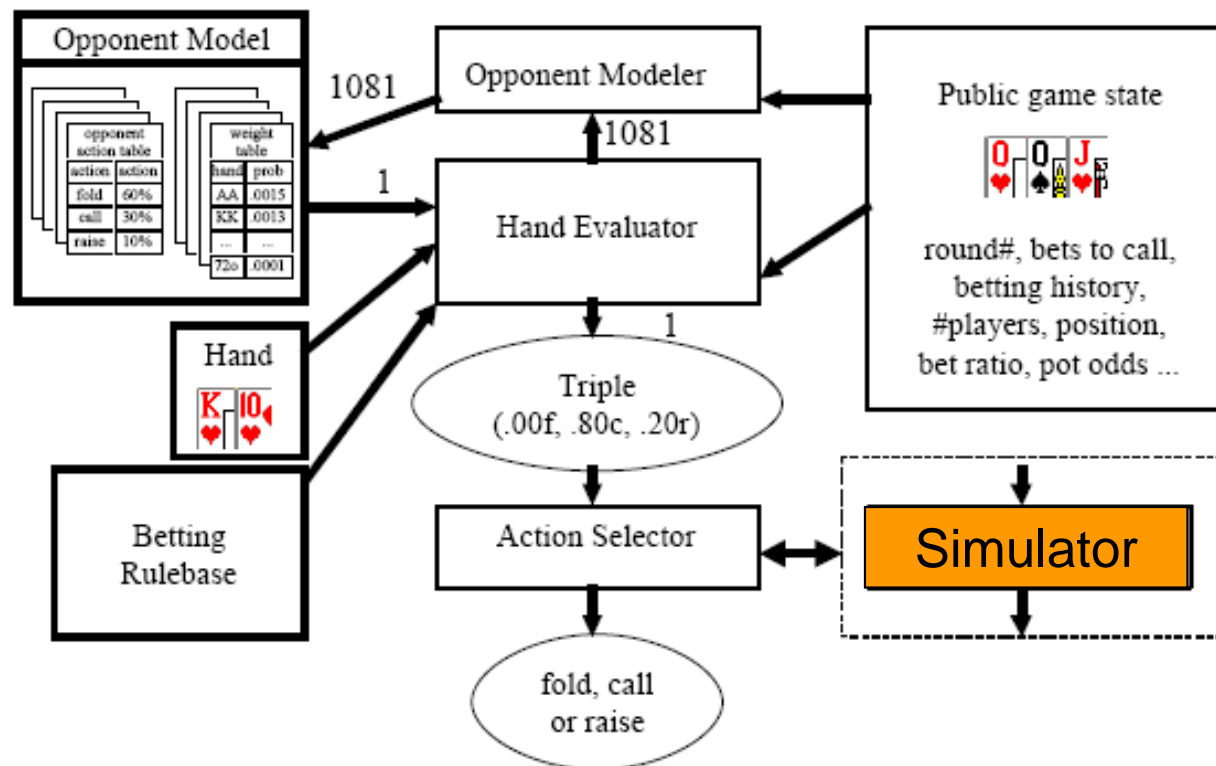 Opponent Model
opponent
action table
action action
fold 60%
call 30%
raise 10%
weight
table
hand prob
AA .0015
KK .0013
... ...
72o .0001
1081
Opponent Modeler
1081
1
Hand Evaluator
1
Public game state
Q Q J
round#, bets to call,
betting history,
#players, position,
bet ratio, pot odds ...
Hand
K 10
Triple
(.00f, .80c, .20r)
Betting
Rulebase
Action Selector
Simulator
fold, call
or raise